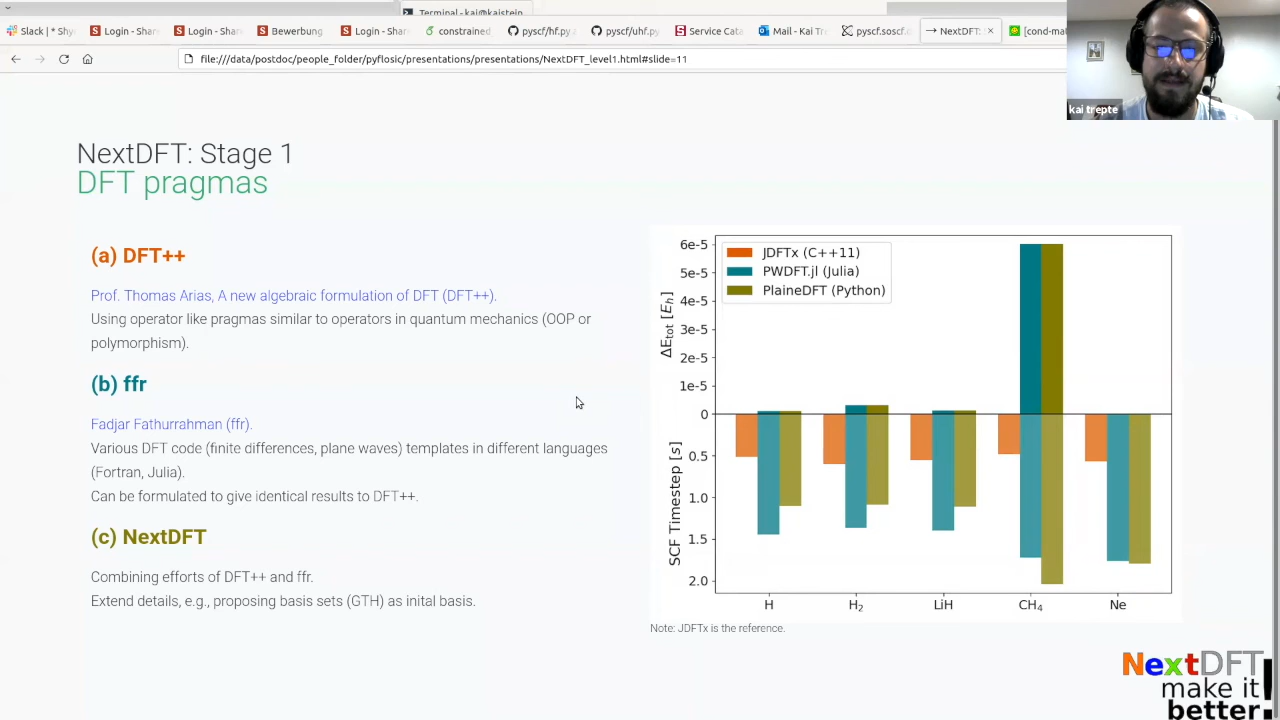 Terminal - kai@kaistein
Slack | * Shy
Login - Shar
Login - Shar
Bewerbung
Login - Shar
constrained
pyscf/hf.py
pyscf/uhf.py
Service Cata
Mail - Kai Tre
pyscf.soscf.
→ NextDFT:
[cond-mat
file:///data/postdoc/people_folder/pyflosic/presentations/presentations/NextDFT_level1.html#slide=11
kai trepte
NextDFT: Stage 1
DFT pragmas
(a) DFT++
Prof. Thomas Arias, A new algebraic formulation of DFT (DFT++).
Using operator like pragmas similar to operators in quantum mechanics (OOP or
polymorphism).
(b) ffr
Fadjar Fathurrahman (ffr).
Various DFT code (finite differences, plane waves) templates in different languages
(Fortran, Julia).
Can be formulated to give identical results to DFT++.
(c) NextDFT
Combining efforts of DFT++ and ffr.
Extend details, e.g., proposing basis sets (GTH) as inital basis.
JDFTx (C++11)
PWDFT.jl (Julia)
PlaineDFT (Python)
ΔEtot [Eh]
6e-5
5e-5
4e-5
3e-5
2e-5
1e-5
0
SCF Timestep [s]
0.5
1.0
1.5
2.0
H
H2
LiH
CH4
Ne
Note: JDFTx is the reference.
NextDFT
make it
better!